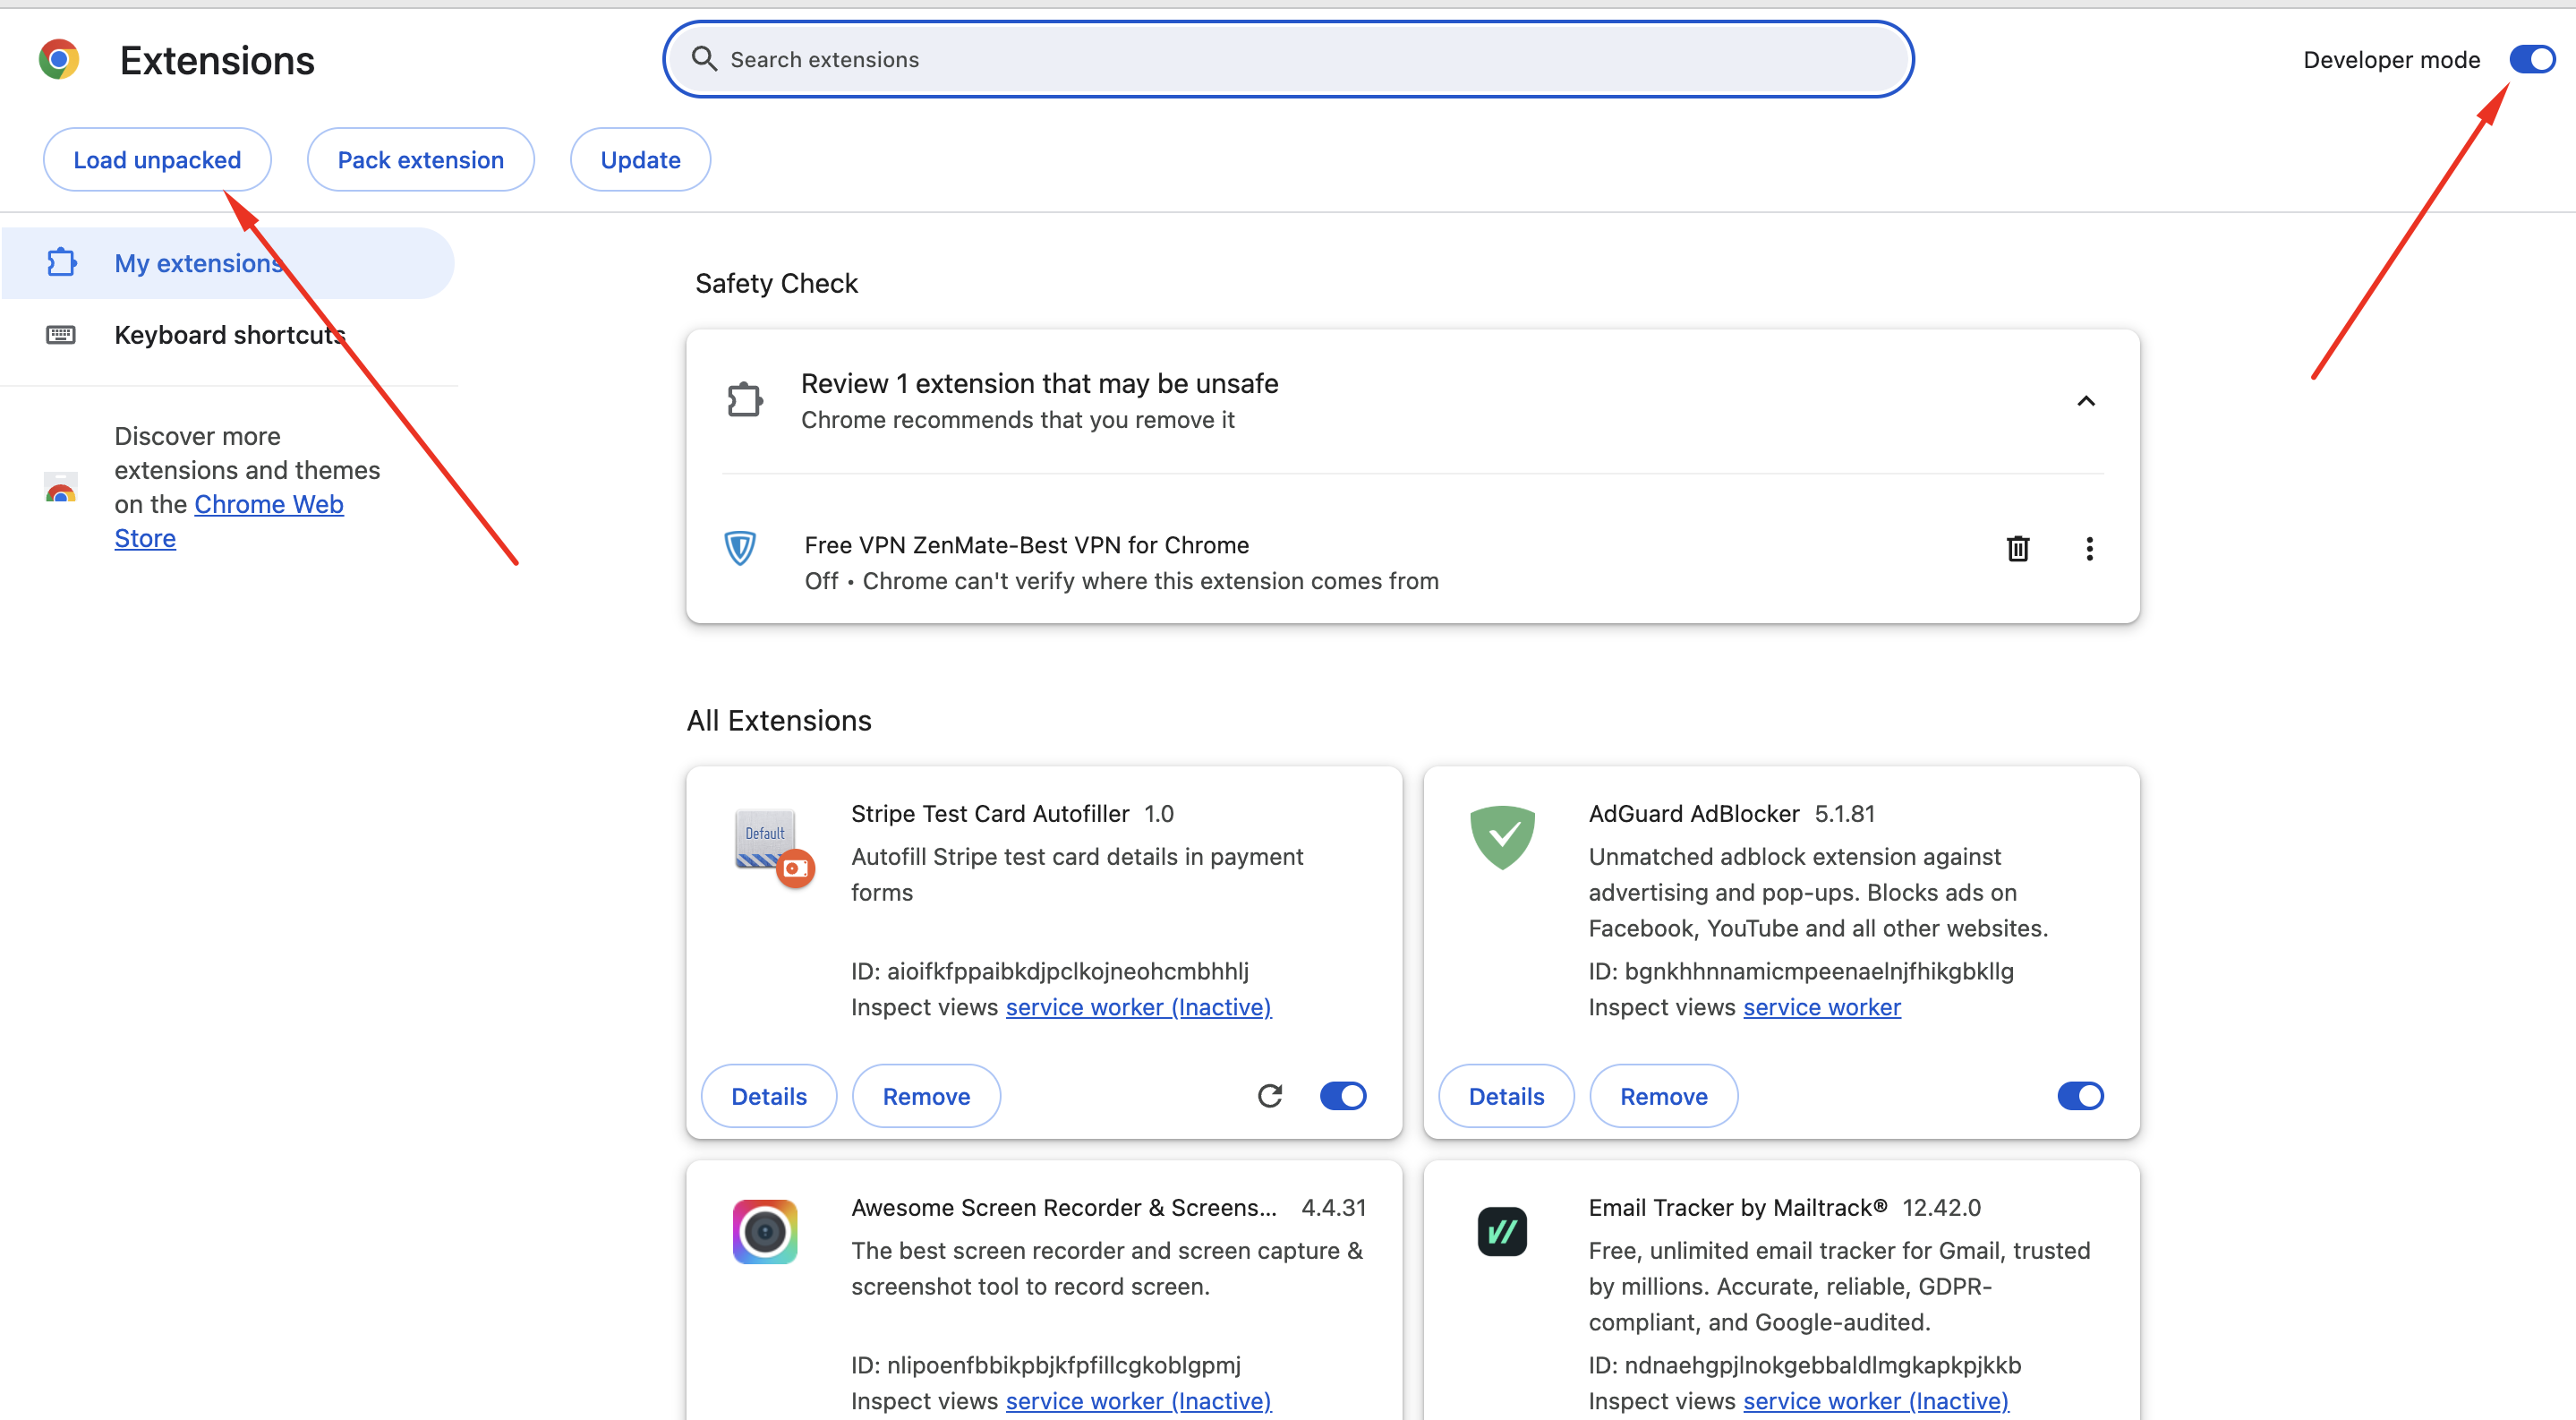 Extensions
Search extensions
Developer mode
Load unpacked
Pack extension
Update
My extensions
Keyboard shortcuts
Discover more
extensions and themes
on the Chrome Web
Store
Safety Check
Review 1 extension that may be unsafe
Chrome recommends that you remove it
Free VPN ZenMate-Best VPN for Chrome
Off • Chrome can't verify where this extension comes from
All Extensions
Default
Stripe Test Card Autofiller 1.0
Autofill Stripe test card details in payment
forms
ID: aioifkfppaibkdjpclkojneohcmbhhlj
Inspect views service worker (Inactive)
Details
Remove
AdGuard AdBlocker 5.1.81
Unmatched adblock extension against
advertising and pop-ups. Blocks ads on
Facebook, YouTube and all other websites.
ID: bgnkhhnnamicmpeenaelnjfhikgbkllg
Inspect views service worker
Details
Remove
Awesome Screen Recorder & Screens... 4.4.31
The best screen recorder and screen capture &
screenshot tool to record screen.
ID: nlipoenfbbikpbjkfpfillcgkoblgpmj
Inspect views service worker (Inactive)
Email Tracker by Mailtrack® 12.42.0
Free, unlimited email tracker for Gmail, trusted
by millions. Accurate, reliable, GDPR-
compliant, and Google-audited.
ID: ndnaehgpjlnokgebbaldlmgkapkpjkkb
Inspect views service worker (Inactive)